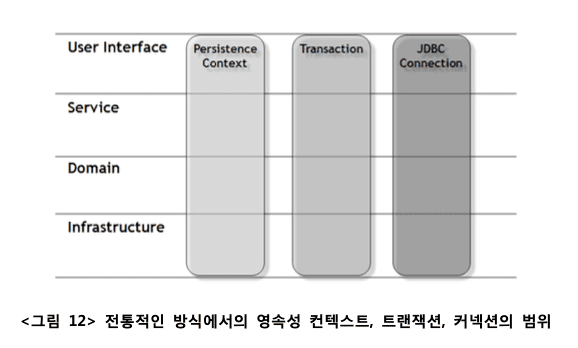 User Interface
Persistence
Context
Transaction
JDBC
Connection
Service
Domain
Infrastructure
<그림 12> 전통적인 방식에서의 영속성 컨텍스트, 트랜잭션, 커넥션의 범위